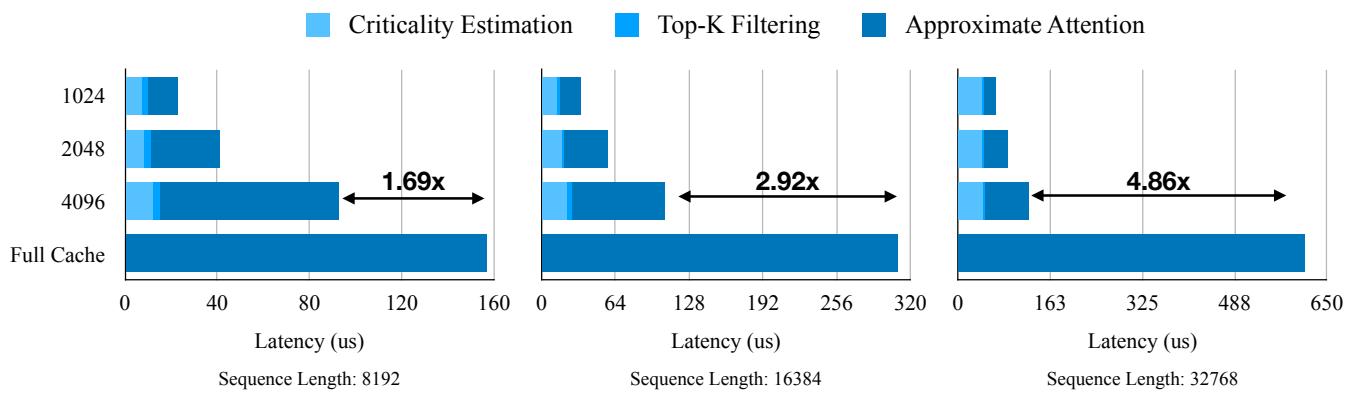 Criticality Estimation Top-K Filtering Approximate Attention
1024
2048
4096
Full Cache
1.69x
2.92x
4.86x
0 40 80 120 160
0 64 128 192 256 320
0 163 325 488 650
Latency (us) Latency (us) Latency (us)
Sequence Length: 8192 Sequence Length: 16384 Sequence Length: 32768